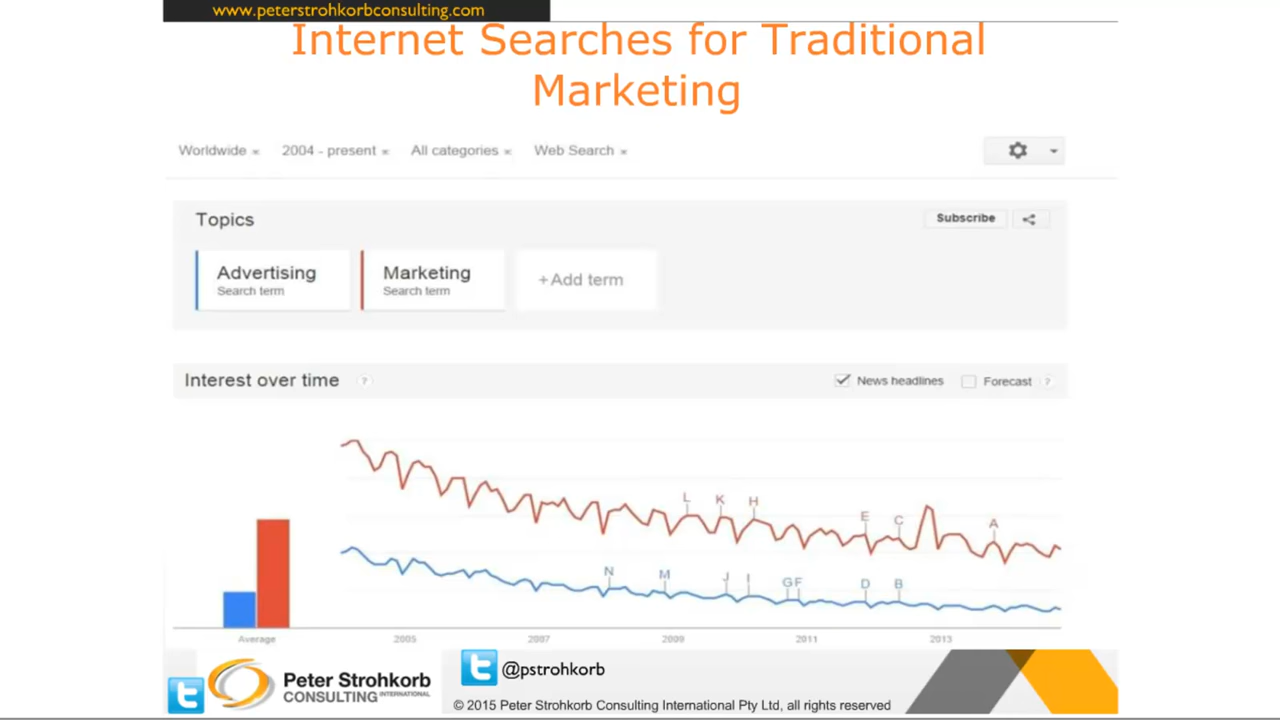 www.peterstrohkorbconsulting.com
Internet Searches for Traditional
Marketing
Worldwide 2004 - present All categories Web Search
Topics Subscribe
Advertising Marketing +Add term
Search term Search term
Interest over time ? News headlines Forecast ?
L K H E C A
N M J I G F D B
Average 2005 2007 2009 2011 2013
@pstrohkorb
Peter Strohkorb
CONSULTING INTERNATIONAL
© 2015 Peter Strohkorb Consulting International Pty Ltd, all rights reserved